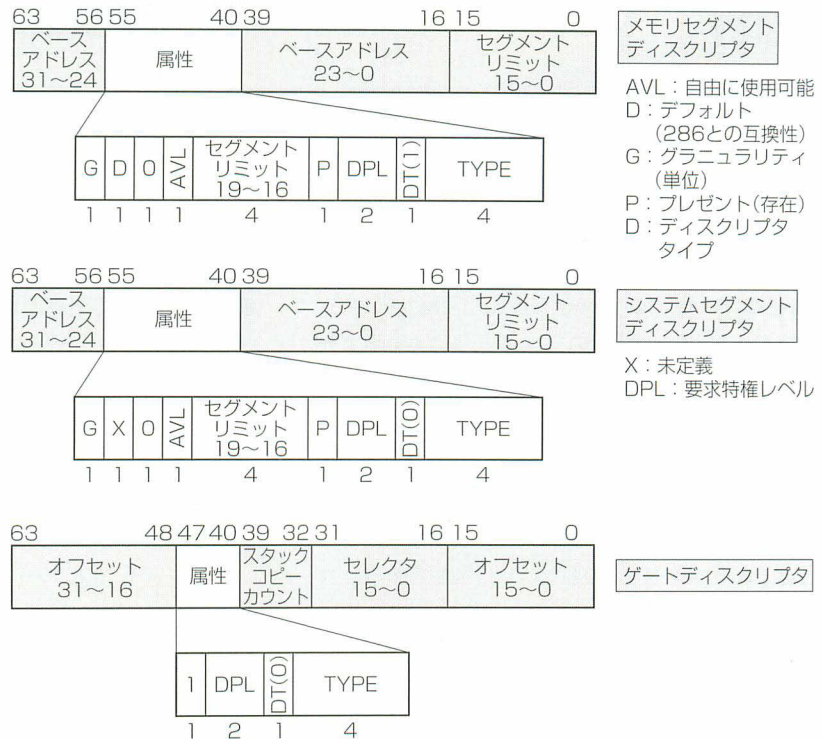 63 56 55 40 39 16 15 0
ベース
アドレス
31～24
属性
ベースアドレス
23～0
セグメント
リミット
15～0
G D 0 AVL セグメント
リミット
19～16
P DPL DT(1) TYPE
1 1 1 1 4 1 2 1 4
メモリセグメント
ディスクリプタ
AVL：自由に使用可能
D：デフォルト
(286との互換性)
G：グラニュラリティ
(単位)
P：プレゼント(存在)
D：ディスクリプタ
タイプ
63 56 55 40 39 16 15 0
ベース
アドレス
31～24
属性
ベースアドレス
23～0
セグメント
リミット
15～0
G X 0 AVL セグメント
リミット
19～16
P DPL DT(0) TYPE
1 1 1 1 4 1 2 1 4
システムセグメント
ディスクリプタ
X：未定義
DPL：要求特権レベル
63 48 47 40 39 32 31 16 15 0
オフセット
31～16
属性
スタック
コピー
カウント
セレクタ
15～0
オフセット
15～0
1 DPL DT(0) TYPE
1 2 1 4
ゲートディスクリプタ